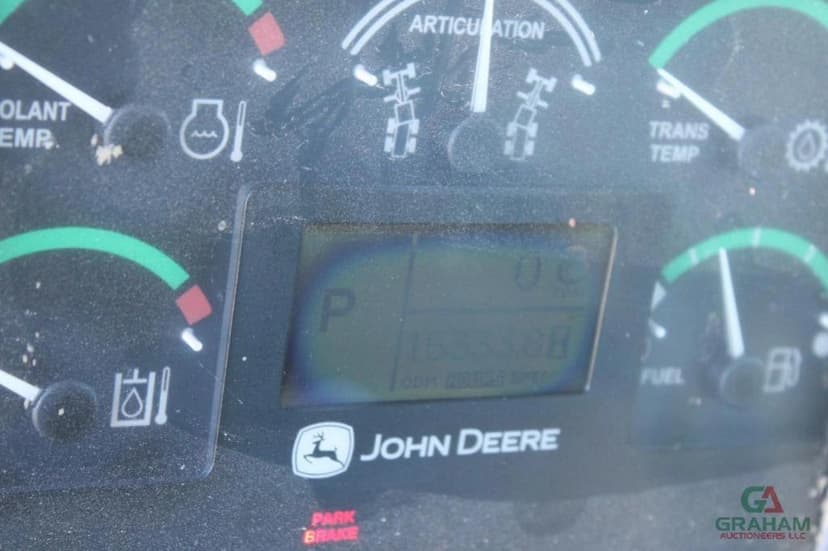 ARTICULATION
OLANT
EMP
TRANS
TEMP
P
FUEL
JOHN DEERE
PARK
BRAKE
GA
GRAHAM
AUCTIONEERS LLC